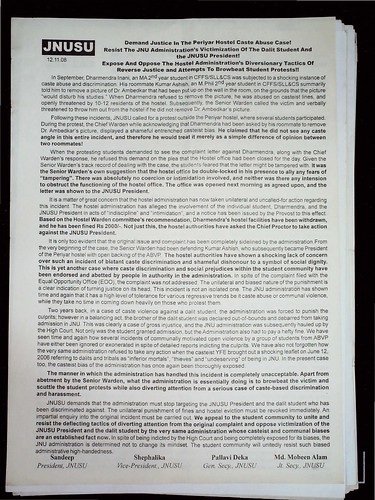 JNUSU
12.11.08
Demand Justice In The Periyar Hostel Caste Abuse Case!
Resist The JNU Administration's Victimization Of The Dalit Student And
the JNUSU President!
Expose And Oppose The Hostel Administration's Diversionary Tactics Of
Reverse Justice and Attempts To Browbeat Student Protests!!
In September, Dharmendra Inani, an M.A 2nd year student in CFFS/SLL&CS was subjected to a shocking instance of
caste abuse and discrimination. His roommate Kumar Ashish, an M.Phil 2nd year student in CFFS/SLL&CS summarily
told him to remove a picture of Dr. Ambedkar that had been put up on the wall in the room, on the grounds that the picture
"would disturb his studies." When Dharmendra refused to remove the picture, he was abused on casteist lines, and
openly threatened by 10-12 residents of the hostel. Subsequently, the Senior Warden called the victim and verbally
threatened to throw him out from the hostel if he did not remove Dr. Ambedkar's picture.
Following these incidents, JNUSU called for a protest outside the Periyar hostel, where several students participated.
During the protest, the Chief Warden while acknowledging that Dharmendra had been asked by his roommate to remove
Dr. Ambedkar's picture, displayed a shameful entrenched casteist bias. He claimed that he did not see any caste
angle in this entire incident, and therefore he would treat it merely as a simple difference of opinion between
two roommates!
When the protesting students demanded to see the complaint letter against Dharmendra, along with the Chief
Warden's response, he refused this demand on the plea that the Hostel office had been closed for the day. Given the
Senior Warden's track record of dealing with the case, the students feared that the letter might be tampered with. It was
the Senior Warden's own suggestion that the hostel office be double-locked in his presence to allay any fears of
"tampering". There was absolutely no coercion or intimidation involved, and neither was there any intension
to obstruct the functioning of the hostel office. The office was opened next morning as agreed upon, and the
letter was shown to the JNUSU President.
It is a matter of great concern that the hostel administration has now taken unilateral and uncalled-for action regarding
this incident. The hostel administration has alleged the involvement of the individual student, Dharmendra, and the
JNUSU President in acts of "indiscipline" and "intimidation", and a notice has been issued by the Provost to this effect.
Based on the Hostel Warden committee's recommendation, Dharmendra's hostel facilities have been withdrawn,
and he has been fined Rs 2000/-. Not just this, the hostel authorities have asked the Chief Proctor to take action
against the JNUSU President.
It is only too evident that the original issue and complaint has been completely sidelined by the administration. From
the very beginning of the case, the Senior Warden has been defending Kumar Ashish, who subsequently became President
of the Periyar hostel with open backing of the ABVP. The hostel authorities have shown a shocking lack of concern
over such an incident of blatant caste discrimination and shameful dishonour to a symbol of social dignity.
This is yet another case where caste discrimination and social prejudices within the student community have
been endorsed and abetted by people in authority in the administration. In spite of the complaint filed with the
Equal Opportunity Office (EOO), the complaint was not addressed. The unilateral and biased nature of the punishment is
a clear indication of turning justice on its head. This incident is not an isolated one. The JNU administration has shown
time and again that it has a high level of tolerance for various regressive trends be it caste abuse or communal violence,
while they take no time in coming down heavily on those who protest them.
Two years back, in a case of caste violence against a dalit student, the administration was forced to punish the
culprits; however in a balancing act, the brother of the dalit student was declared out-of-bounds and debarred from taking
admission in JNU. This was clearly a case of gross injustice, and the JNU administration was subsequently hauled up by
the High Court. Not only was the student granted admission, but the Administration also had to pay a hefty fine. We have
seen time and again how several incidents of communally motivated open violence by a group of students from ABVP
have either been ignored or exonerated in spite of detailed reports indicting the culprits. We have also not forgotten how
the very same administration refused to take any action when the casteist YFE brought out a shocking leaflet on June 12,
2006 referring to dalits and tribals as "inferior mortals", "thieves" and "undeserving" of being in JNU. In the present case
too, the casteist bias of the administration has once again been thoroughly exposed.
The manner in which the administration has handled this incident is completely unacceptable. Apart from
abetment by the Senior Warden, what the administration is essentially doing is to browbeat the victim and
scuttle the student protests while also diverting attention from a serious case of caste-based discrimination
and harassment.
JNUSU demands that the administration must stop targeting the JNUSU President and the dalit student who has
been discriminated against. The unilateral punishment of fines and hostel eviction must be revoked immediately. An
impartial enquiry into the original incident must be carried out. We appeal to the student community to unite and
resist the deflecting tactics of diverting attention from the original complaint and oppose victimization of the
JNUSU President and the dalit student by the very same administration whose casteist and communal biases
are an established fact now. In spite of being indicted by the High Court and being completely exposed for its biases, the
JNU administration is determined not to change its mindset. The student community will unitedly resist such biased
administrative high-handedness.
Sandeep Shephalika Pallavi Deka Md. Mobeen Alam
President, JNUSU Vice-President, JNUSU Gen. Secy., JNUSU Jt. Secy., JNUSU